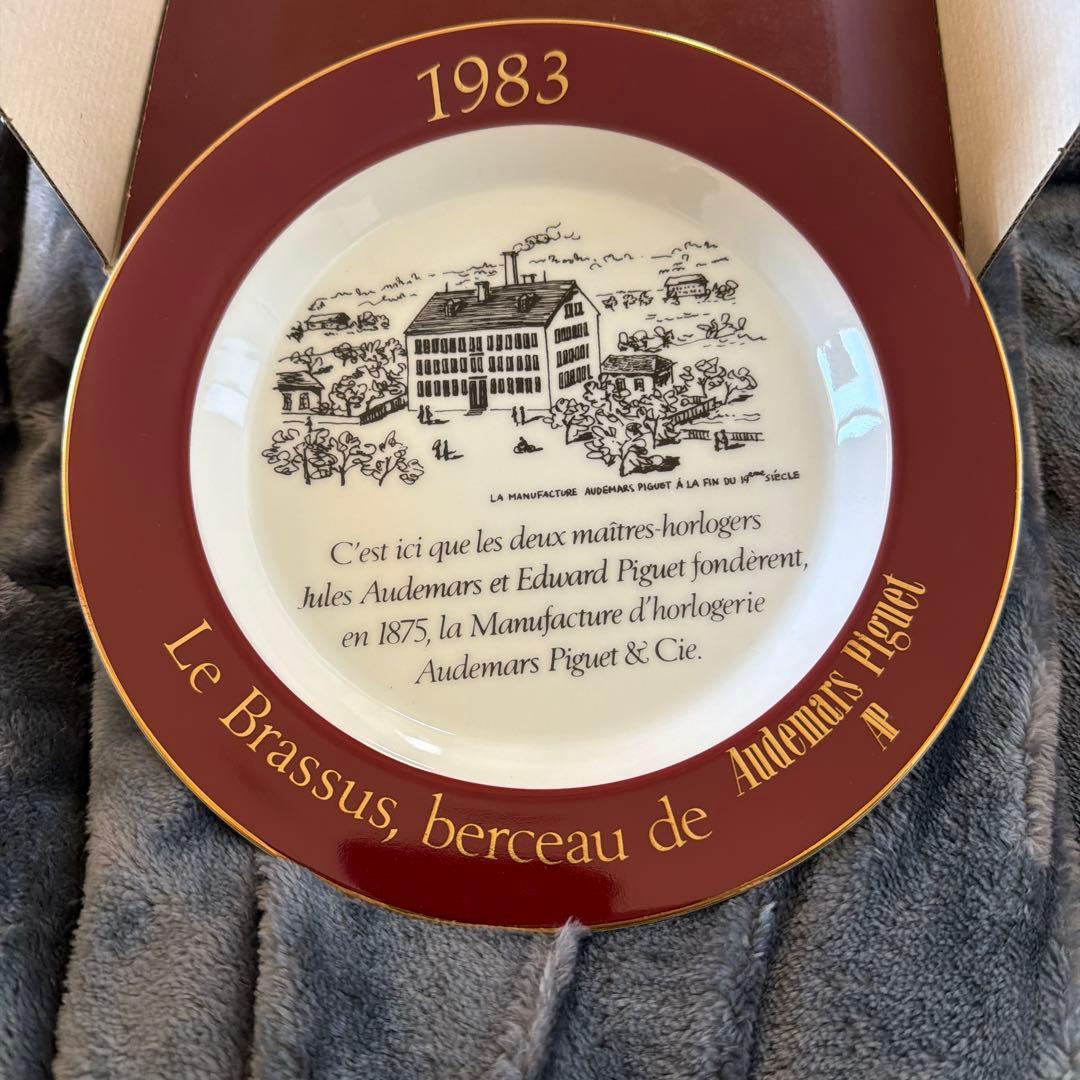 1983
LA MANUFACTURE AUDEMARS PIGUET À LA FIN DU 19ème SIÈCLE
C'est ici que les deux maîtres-horlogers
Jules Audemars et Edward Piguet fondèrent,
en 1875, la Manufacture d'horlogerie
Audemars Piguet & Cie.
Le Brassus, berceau de Audemars Piguet
AP